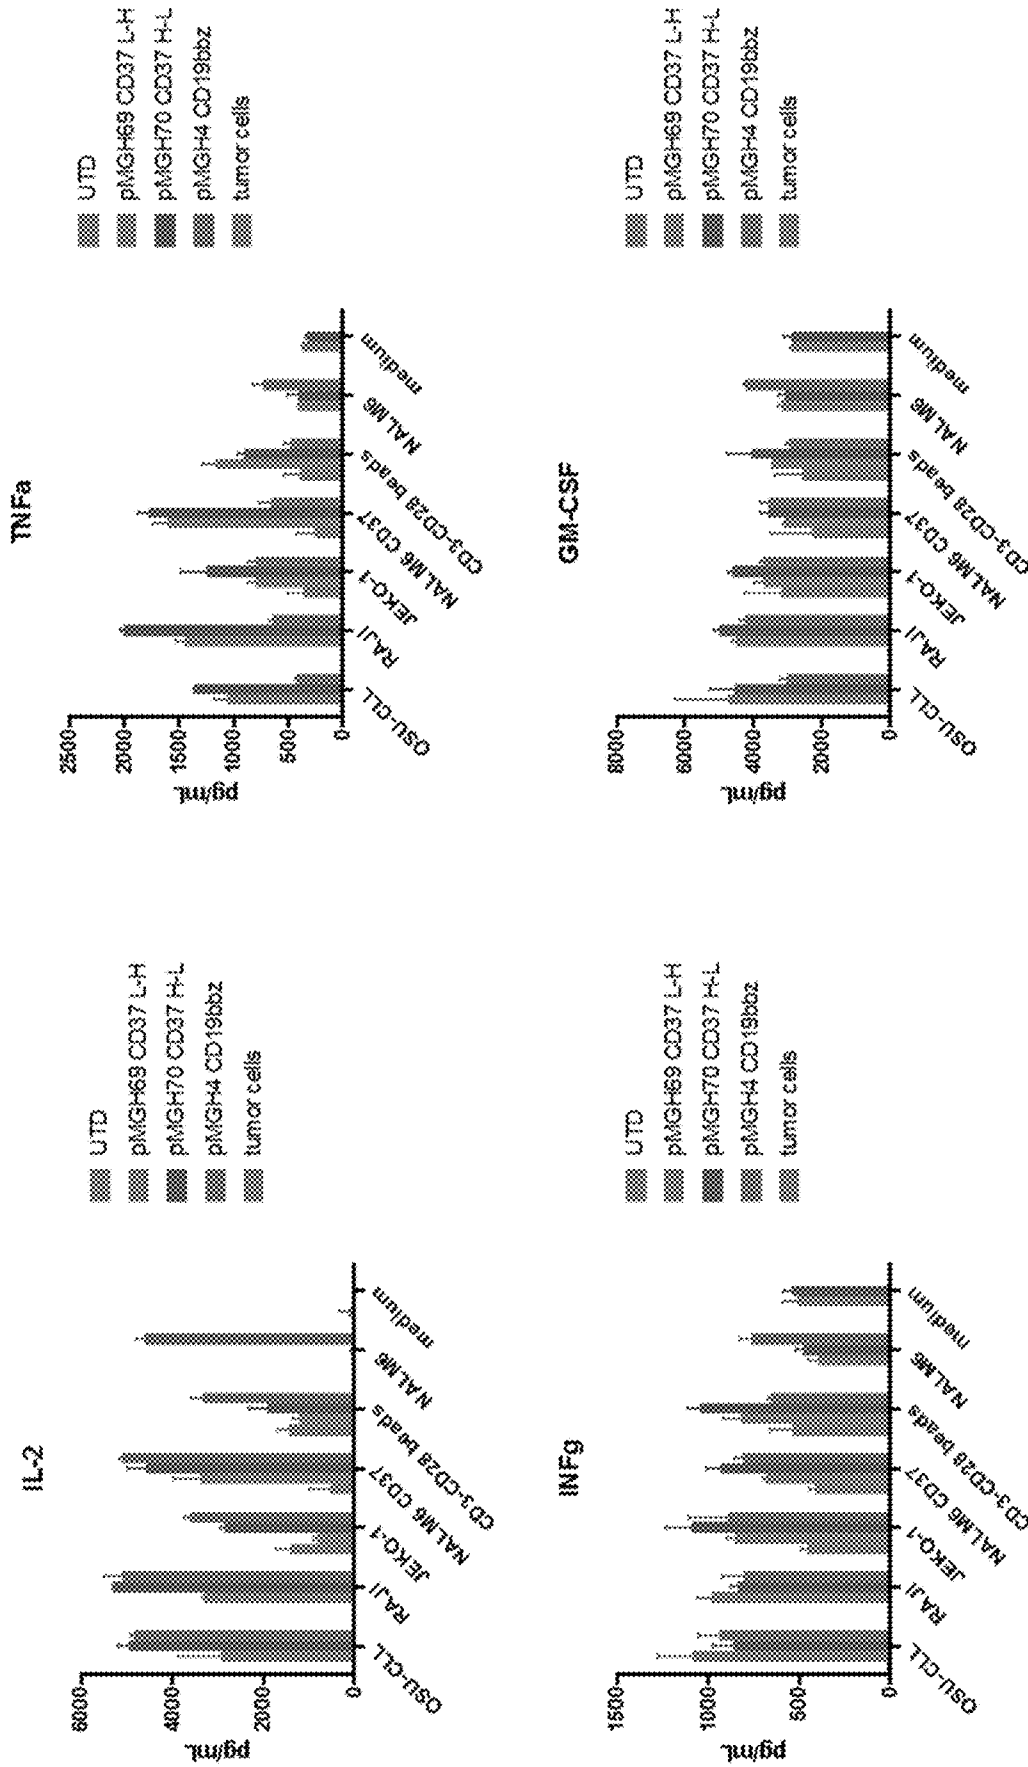 IL-2
pg/mL
6000
4000
2000
0
OSU-CLL
RAJI
JEKO-1
NALM6 CD37
CD3-CD28 beads
NALM6
medium
UTD
pMGH69 CD37 L-H
pMGH70 CD37 H-L
pMGH4 CD19bbz
tumor cells
TNFa
pg/mL
2500
2000
1500
1000
500
0
OSU-CLL
RAJI
JEKO-1
NALM6 CD37
CD3-CD28 beads
NALM6
medium
UTD
pMGH69 CD37 L-H
pMGH70 CD37 H-L
pMGH4 CD19bbz
tumor cells
INFg
pg/mL
1500
1000
500
0
OSU-CLL
RAJI
JEKO-1
NALM6 CD37
CD3-CD28 beads
NALM6
medium
UTD
pMGH69 CD37 L-H
pMGH70 CD37 H-L
pMGH4 CD19bbz
tumor cells
GM-CSF
pg/mL
8000
6000
4000
2000
0
OSU-CLL
RAJI
JEKO-1
NALM6 CD37
CD3-CD28 beads
NALM6
medium
UTD
pMGH69 CD37 L-H
pMGH70 CD37 H-L
pMGH4 CD19bbz
tumor cells